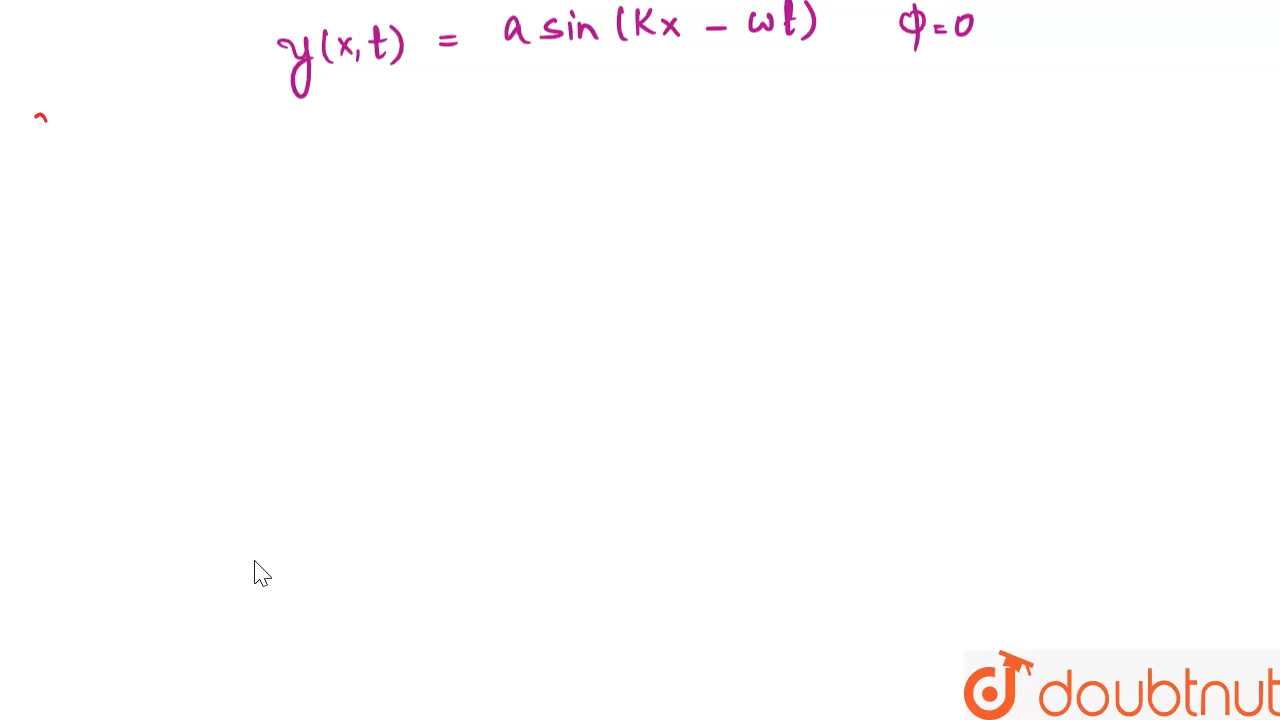 y(x,t) = a sin (Kx - ωt) φ = 0
doubtnut